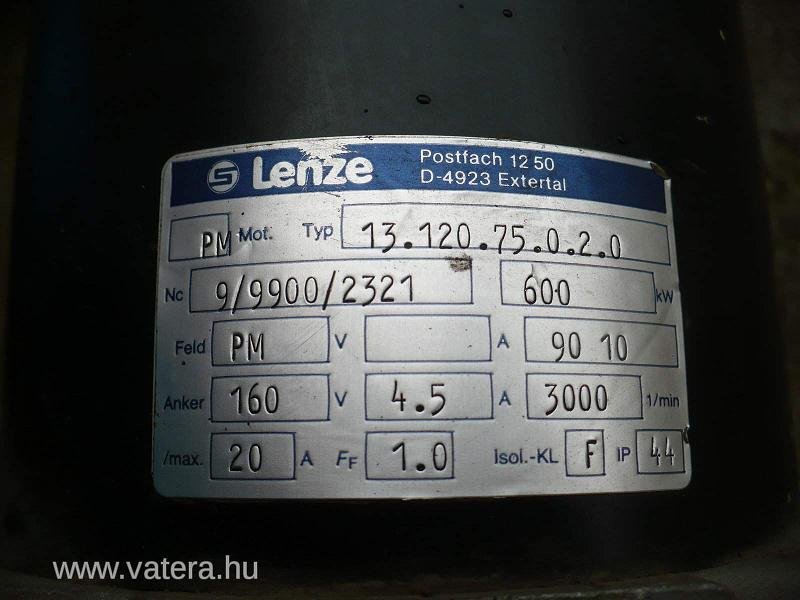 Lenze Postfach 12 50
D-4923 Extertal
PM Mot. Typ 13.120.75.0.2.0
Nc 9/9900/2321 600 kW
Feld PM V A 90 10
Anker 160 V 4.5 A 3000 1/min
/max. 20 A FF 1.0 Isol.-KL F IP 44
www.vatera.hu